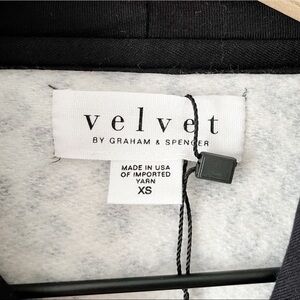 velvet
BY GRAHAM & SPENCER
MADE IN USA
OF IMPORTED
YARN
XS